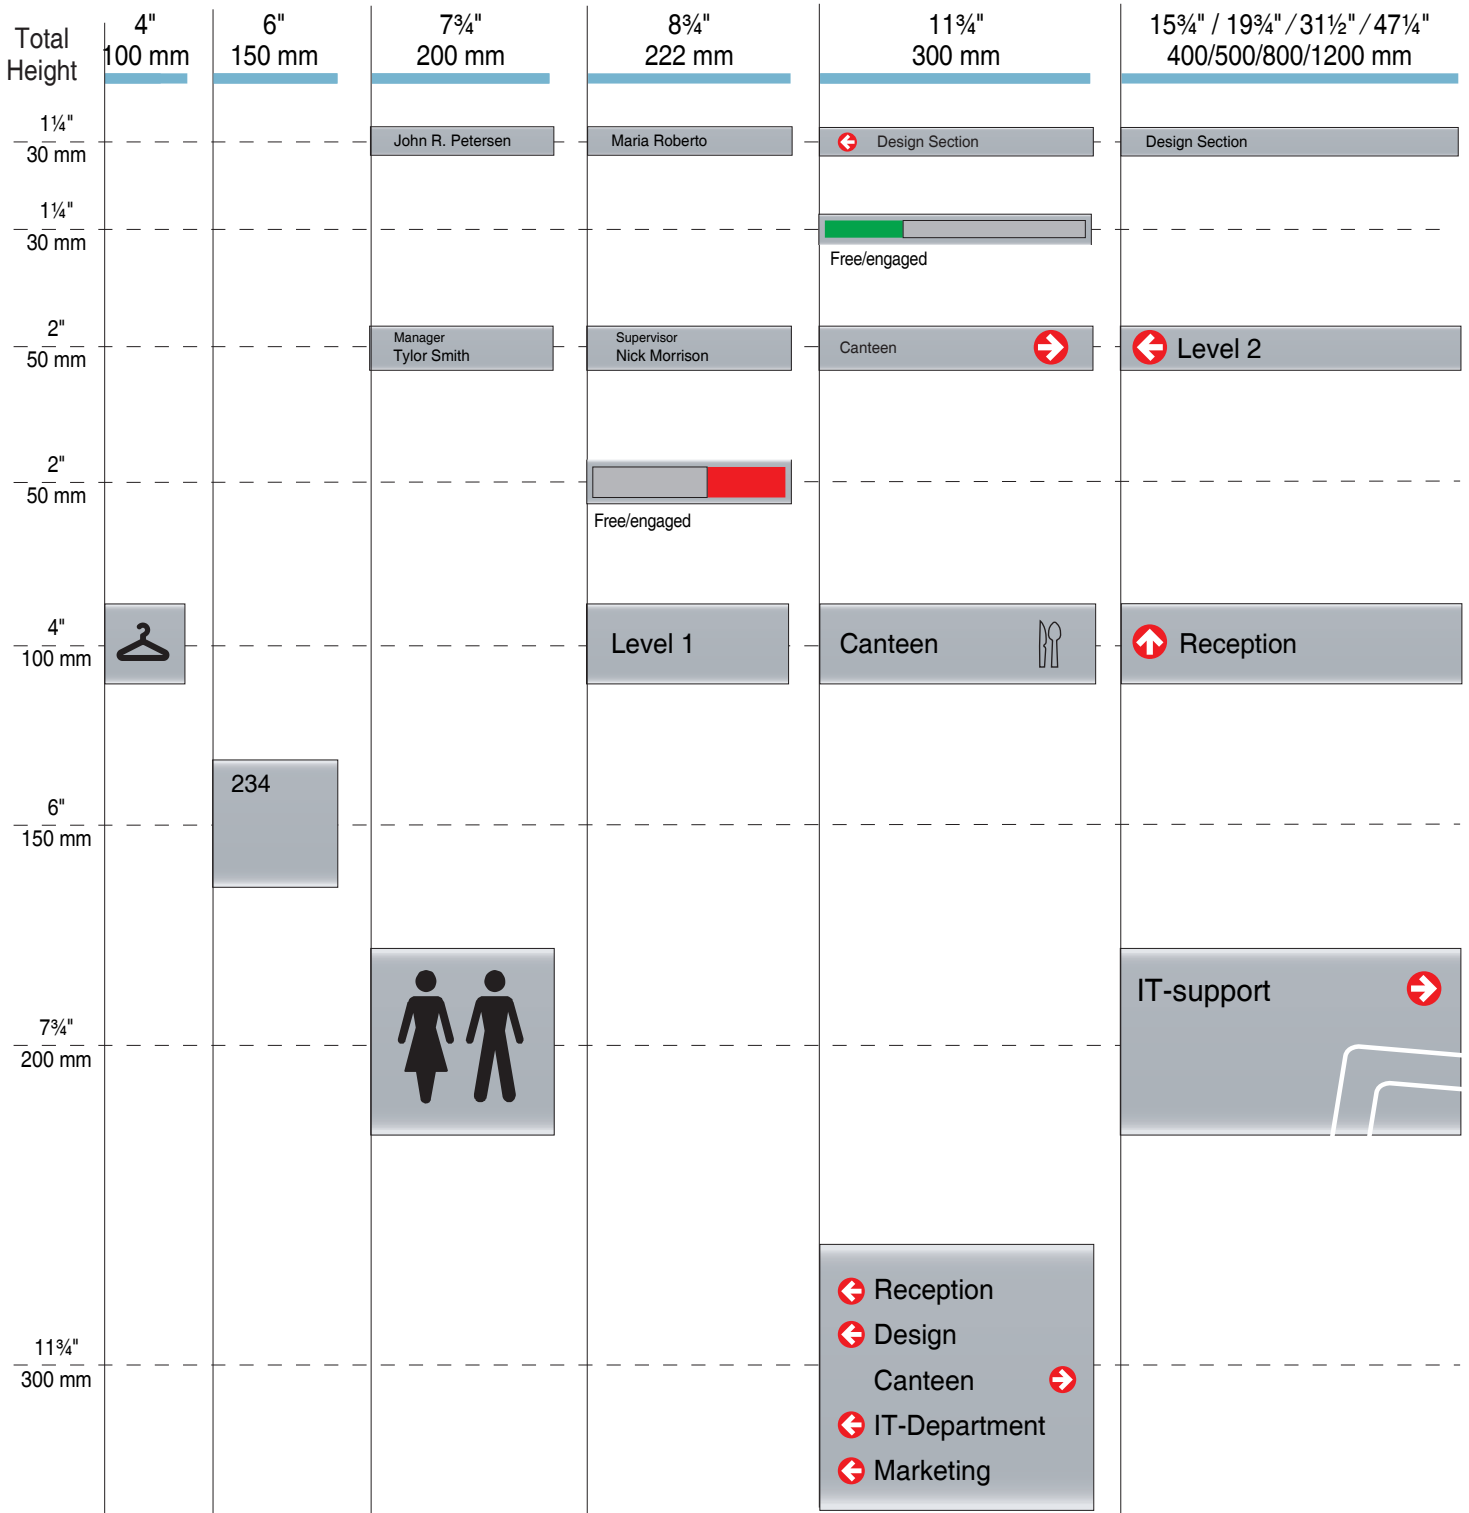 Total
Height
4"
100 mm
6"
150 mm
7¾"
200 mm
8¾"
222 mm
11¾"
300 mm
15¾" / 19¾" / 31½" / 47¼"
400/500/800/1200 mm
1¼"
30 mm
John R. Petersen
Maria Roberto
Design Section
Design Section
1¼"
30 mm
Free/engaged
2"
50 mm
Manager
Tylor Smith
Supervisor
Nick Morrison
Canteen
Level 2
2"
50 mm
Free/engaged
4"
100 mm
Level 1
Canteen
Reception
6"
150 mm
234
7¾"
200 mm
IT-support
11¾"
300 mm
Reception
Design
Canteen
IT-Department
Marketing